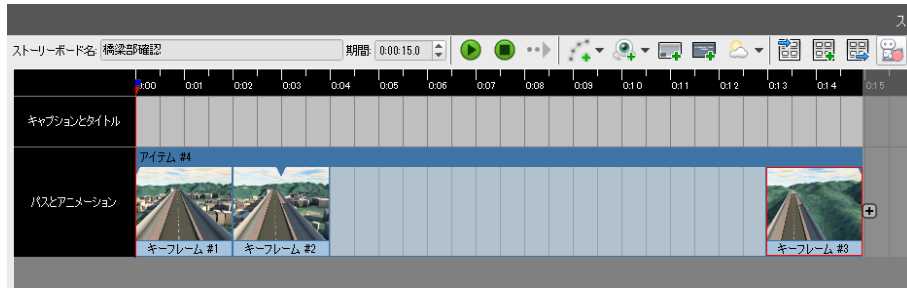 ス
ストーリーボード名: 橋梁部確認 期間: 0:00:15.0
0:00 0:01 0:02 0:03 0:04 0:05 0:06 0:07 0:08 0:09 0:10 0:11 0:12 0:13 0:14 0:15
キャプションとタイトル
アイテム #4
パスとアニメーション
キーフレーム #1 キーフレーム #2 キーフレーム #3